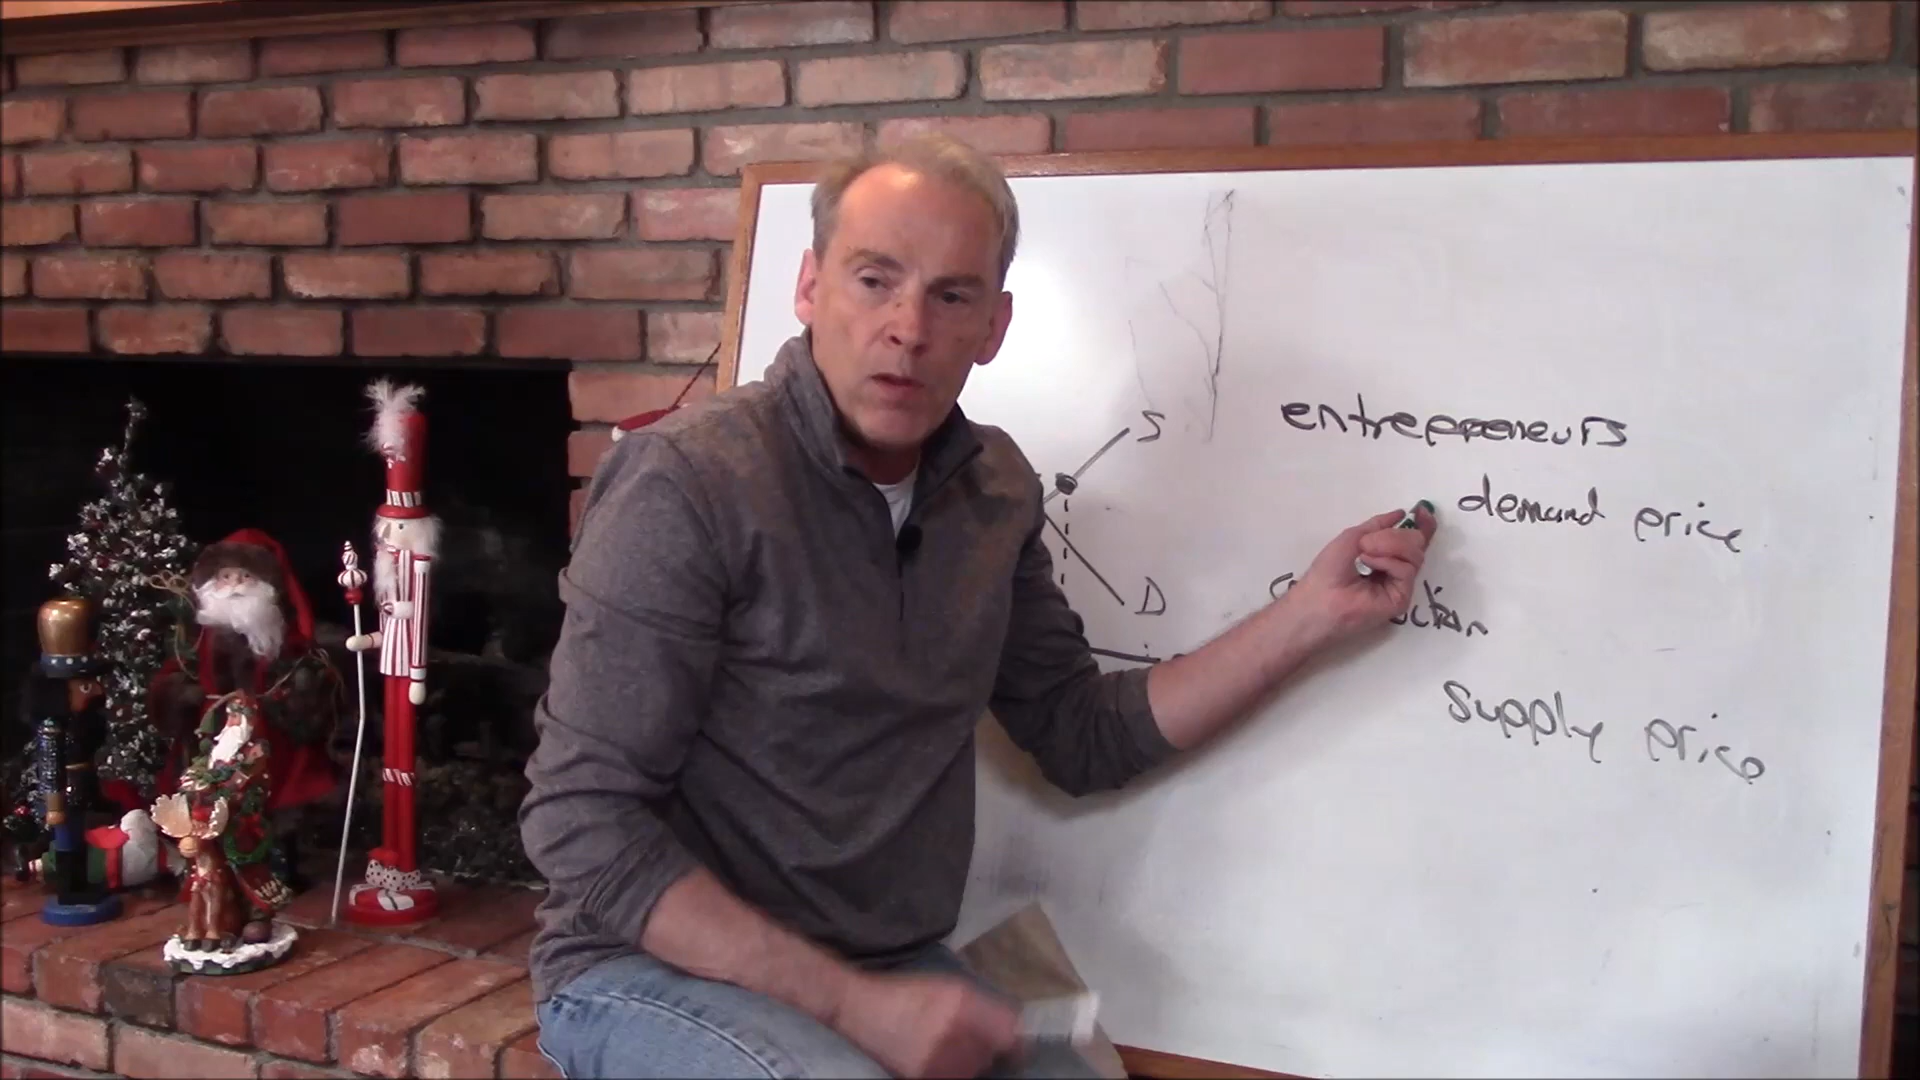 S
entrepreneurs
demand price
D
supply price